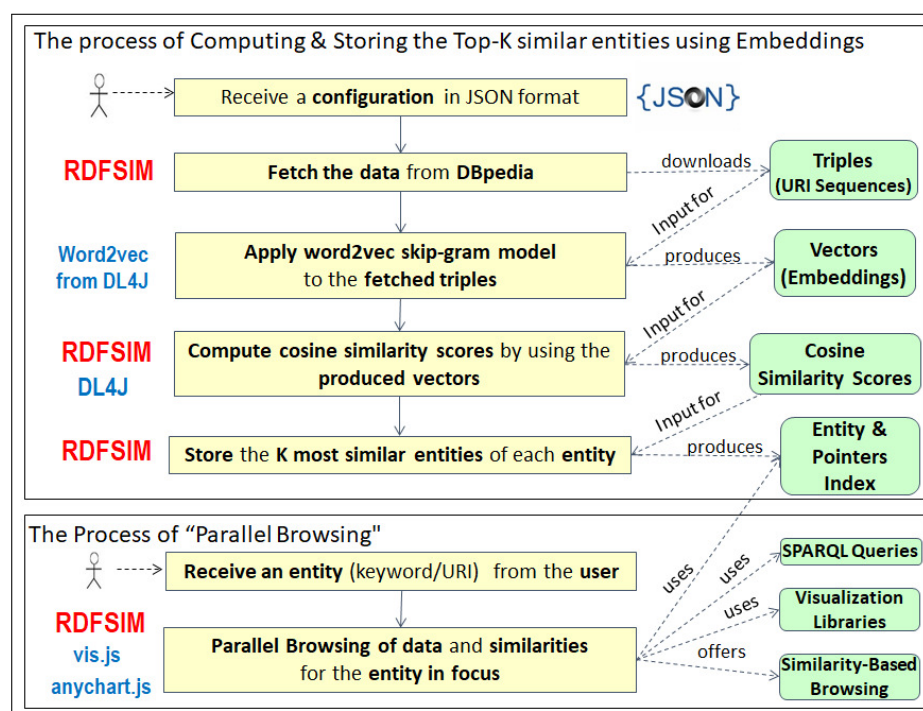 The process of Computing & Storing the Top-K similar entities using Embeddings
Receive a configuration in JSON format
{JSON}
RDFSIM
Fetch the data from DBpedia
downloads
Triples
(URI Sequences)
Input for
Word2vec
from DL4J
Apply word2vec skip-gram model
to the fetched triples
produces
Vectors
(Embeddings)
Input for
RDFSIM
DL4J
Compute cosine similarity scores by using the
produced vectors
produces
Cosine
Similarity Scores
Input for
RDFSIM
Store the K most similar entities of each entity
produces
Entity &
Pointers
Index
The Process of “Parallel Browsing"
Receive an entity (keyword/URI) from the user
uses
uses
SPARQL Queries
RDFSIM
vis.js
anychart.js
Parallel Browsing of data and similarities
for the entity in focus
uses
Visualization
Libraries
offers
Similarity-Based
Browsing